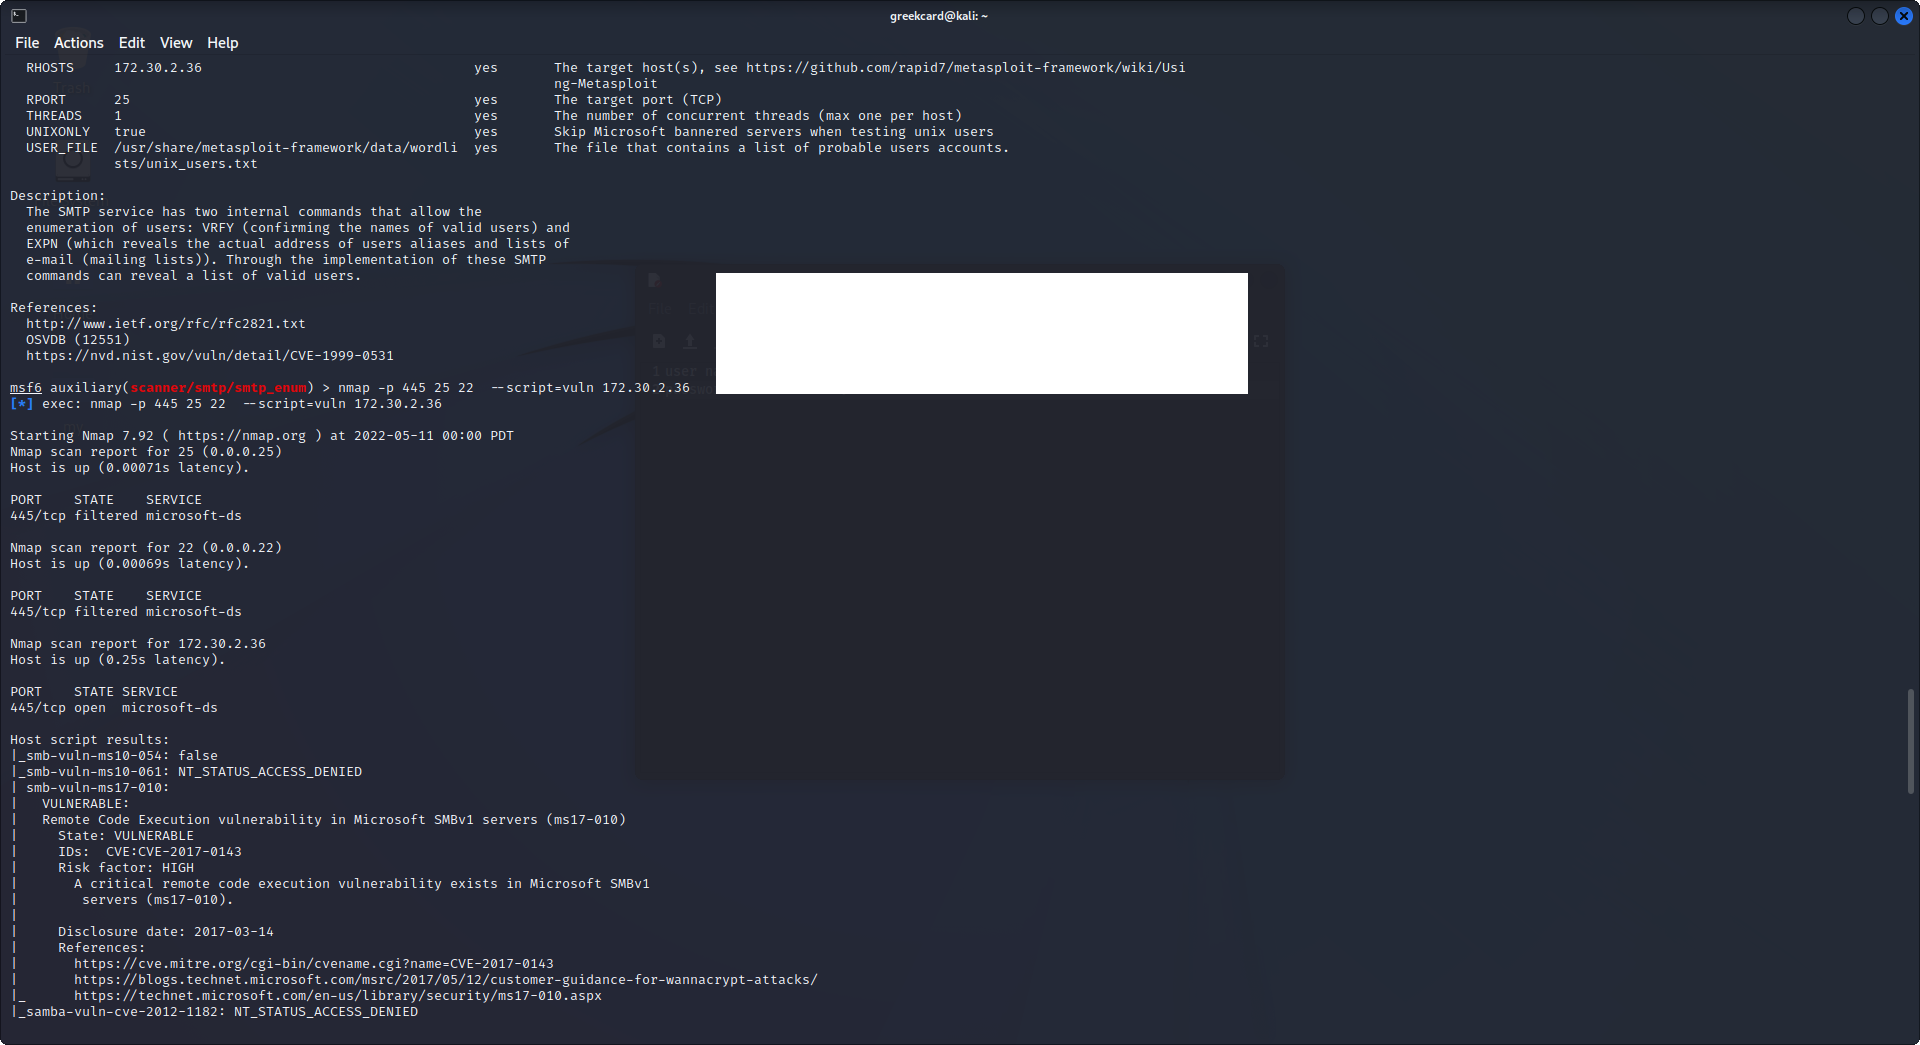 greekcard@kali: ~
File Actions Edit View Help
RHOSTS 172.30.2.36 yes The target host(s), see https://github.com/rapid7/metasploit-framework/wiki/Usi
ng-Metasploit
RPORT 25 yes The target port (TCP)
THREADS 1 yes The number of concurrent threads (max one per host)
UNIXONLY true yes Skip Microsoft bannered servers when testing unix users
USER_FILE /usr/share/metasploit-framework/data/wordli yes The file that contains a list of probable users accounts.
sts/unix_users.txt
Description:
The SMTP service has two internal commands that allow the
enumeration of users: VRFY (confirming the names of valid users) and
EXPN (which reveals the actual address of users aliases and lists of
e-mail (mailing lists)). Through the implementation of these SMTP
commands can reveal a list of valid users.
References:
http://www.ietf.org/rfc/rfc2821.txt
OSVDB (12551)
https://nvd.nist.gov/vuln/detail/CVE-1999-0531
msf6 auxiliary(scanner/smtp/smtp_enum) > nmap -p 445 25 22 --script=vuln 172.30.2.36
[*] exec: nmap -p 445 25 22 --script=vuln 172.30.2.36
Starting Nmap 7.92 ( https://nmap.org ) at 2022-05-11 00:00 PDT
Nmap scan report for 25 (0.0.0.25)
Host is up (0.00071s latency).
PORT STATE SERVICE
445/tcp filtered microsoft-ds
Nmap scan report for 22 (0.0.0.22)
Host is up (0.00069s latency).
PORT STATE SERVICE
445/tcp filtered microsoft-ds
Nmap scan report for 172.30.2.36
Host is up (0.25s latency).
PORT STATE SERVICE
445/tcp open microsoft-ds
Host script results:
|_smb-vuln-ms10-054: false
|_smb-vuln-ms10-061: NT_STATUS_ACCESS_DENIED
| smb-vuln-ms17-010:
| VULNERABLE:
| Remote Code Execution vulnerability in Microsoft SMBv1 servers (ms17-010)
| State: VULNERABLE
| IDs: CVE:CVE-2017-0143
| Risk factor: HIGH
| A critical remote code execution vulnerability exists in Microsoft SMBv1
| servers (ms17-010).
|
| Disclosure date: 2017-03-14
| References:
| https://cve.mitre.org/cgi-bin/cvename.cgi?name=CVE-2017-0143
| https://blogs.technet.microsoft.com/msrc/2017/05/12/customer-guidance-for-wannacrypt-attacks/
|_ https://technet.microsoft.com/en-us/library/security/ms17-010.aspx
|_samba-vuln-cve-2012-1182: NT_STATUS_ACCESS_DENIED